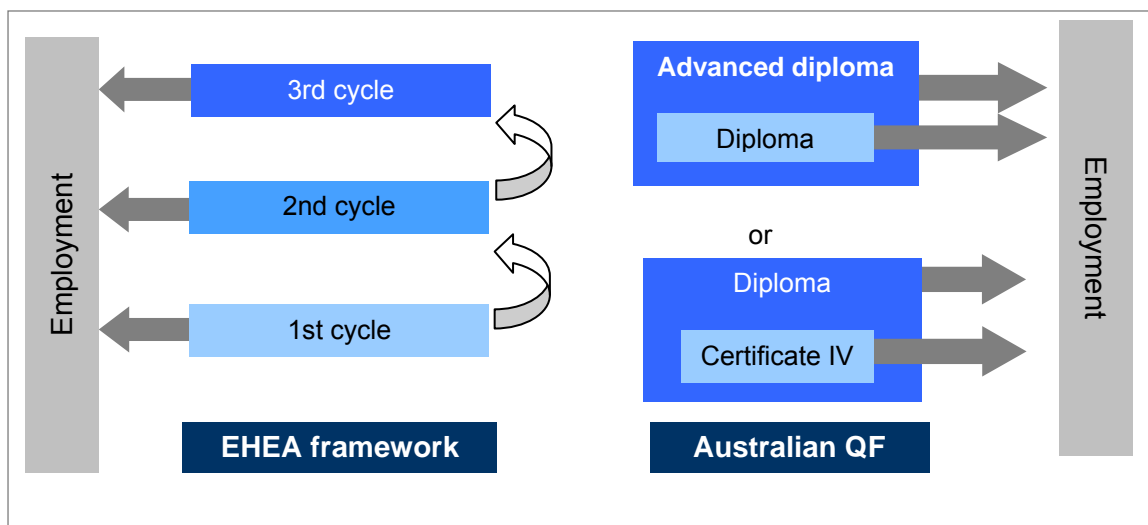 Employment
3rd cycle
2nd cycle
1st cycle
EHEA framework
Advanced diploma
Diploma
or
Diploma
Certificate IV
Australian QF
Employment